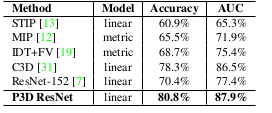 Method Model Accuracy AUC
STIP [13] linear 60.9% 65.3%
MIP [12] metric 65.5% 71.9%
IDT+FV [19] metric 68.7% 75.4%
C3D [31] linear 78.3% 86.5%
ResNet-152 [7] linear 70.4% 77.4%
P3D ResNet linear 80.8% 87.9%